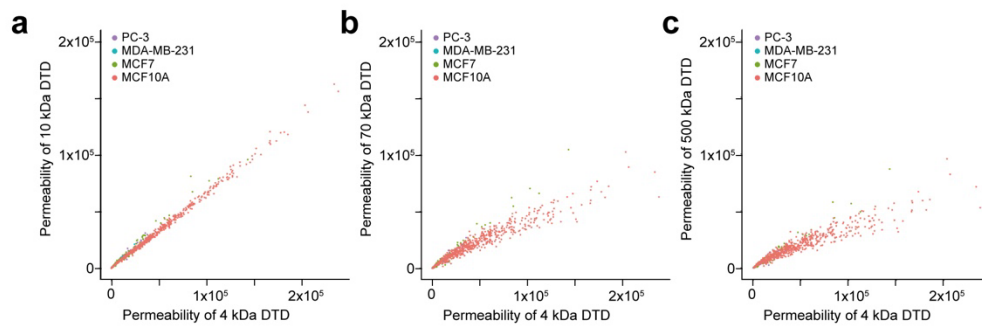 a
PC-3
MDA-MB-231
MCF7
MCF10A
Permeability of 10 kDa DTD
2x10⁵
1x10⁵
0
0
1x10⁵
2x10⁵
Permeability of 4 kDa DTD
b
PC-3
MDA-MB-231
MCF7
MCF10A
Permeability of 70 kDa DTD
2x10⁵
1x10⁵
0
0
1x10⁵
2x10⁵
Permeability of 4 kDa DTD
c
PC-3
MDA-MB-231
MCF7
MCF10A
Permeability of 500 kDa DTD
2x10⁵
1x10⁵
0
0
1x10⁵
2x10⁵
Permeability of 4 kDa DTD